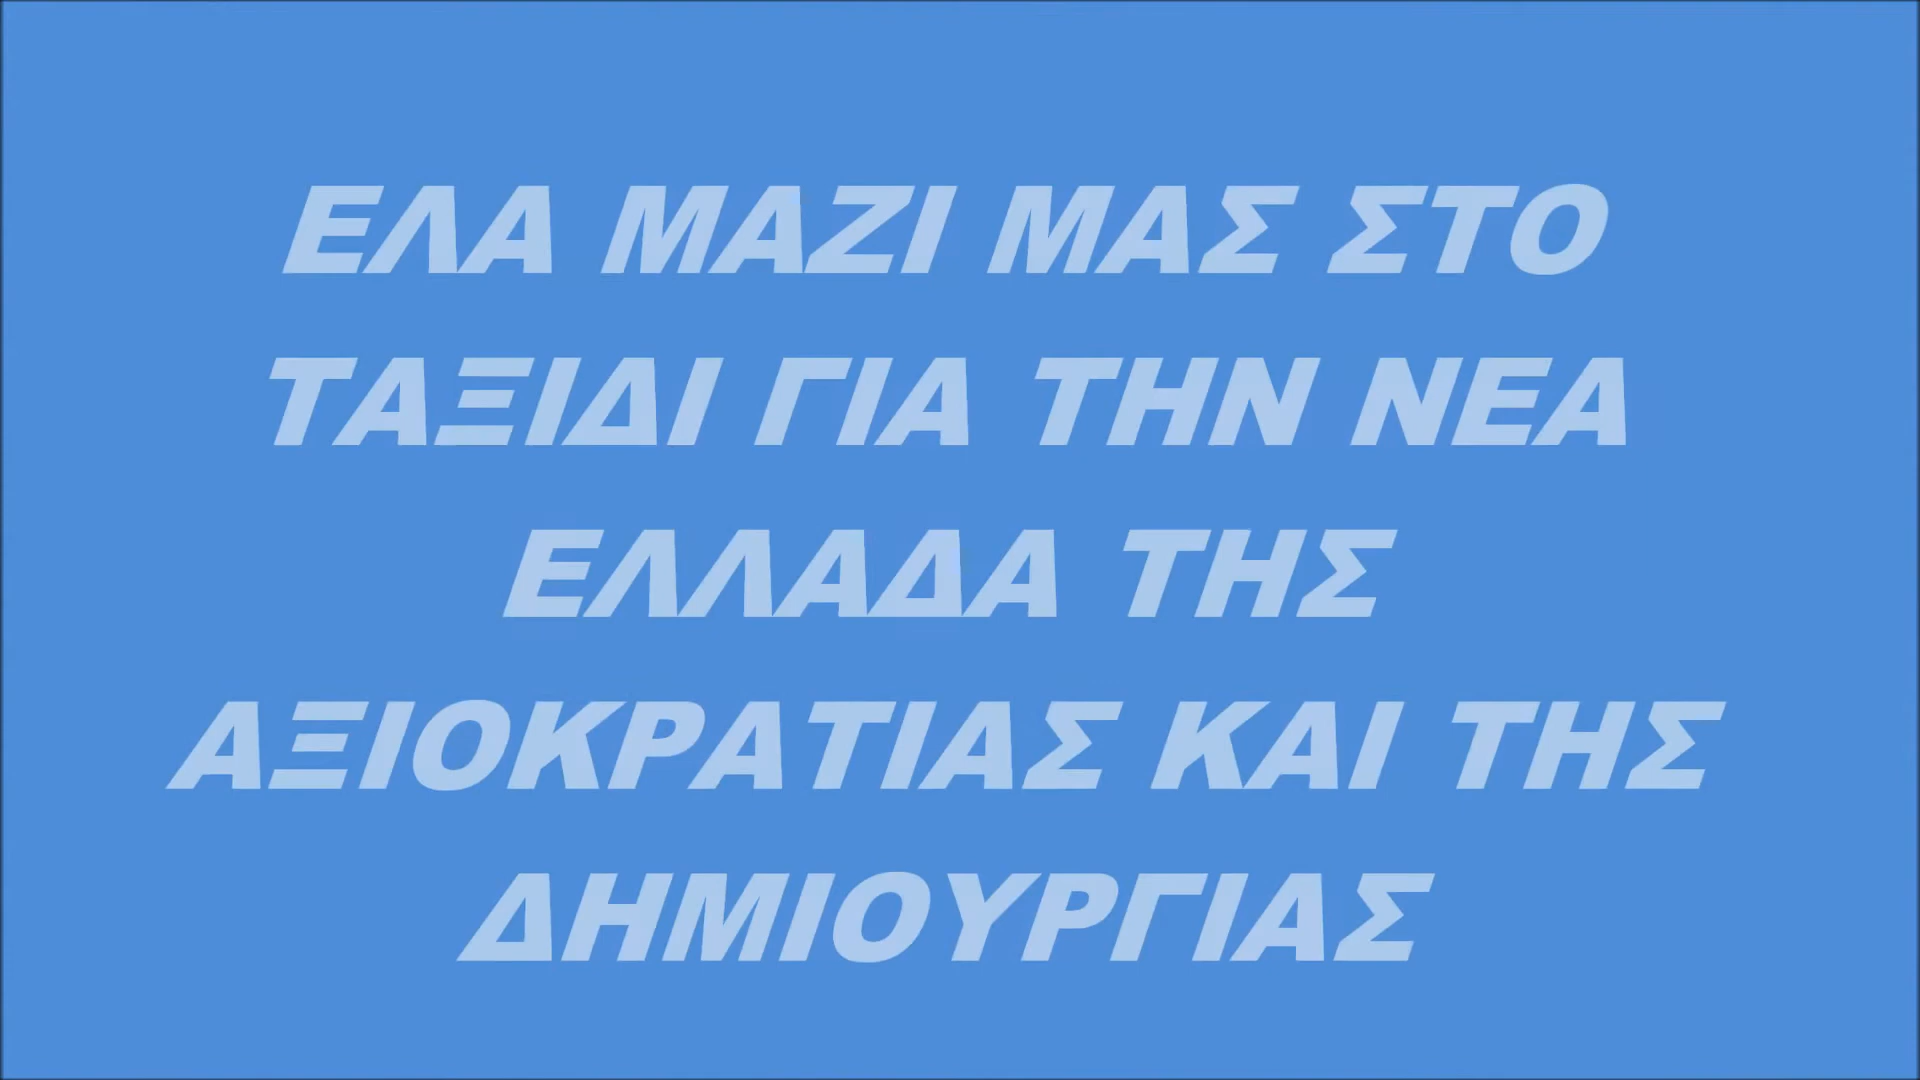 ΕΛΑ ΜΑΖΙ ΜΑΣ ΣΤΟ
ΤΑΞΙΔΙ ΓΙΑ ΤΗΝ ΝΕΑ
ΕΛΛΑΔΑ ΤΗΣ
ΑΞΙΟΚΡΑΤΙΑΣ ΚΑΙ ΤΗΣ
ΔΗΜΙΟΥΡΓΙΑΣ